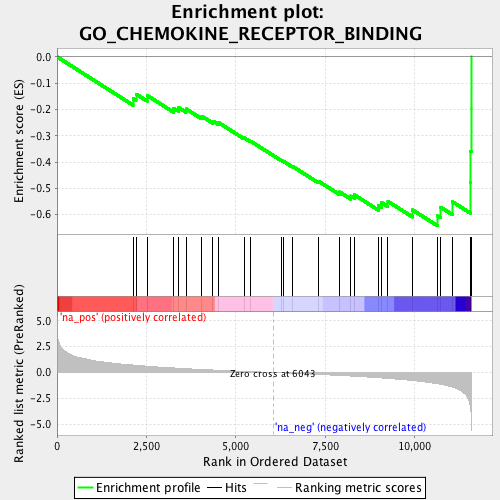 Enrichment plot:
GO_CHEMOKINE_RECEPTOR_BINDING
Enrichment score (ES)
0.0
-0.1
-0.2
-0.3
-0.4
-0.5
-0.6
'na_pos' (positively correlated)
Ranked list metric (PreRanked)
5.0
2.5
0.0
-2.5
-5.0
Zero cross at 6043
'na_neg' (negatively correlated)
0 2,500 5,000 7,500 10,000
Rank in Ordered Dataset
Enrichment profile Hits Ranking metric scores